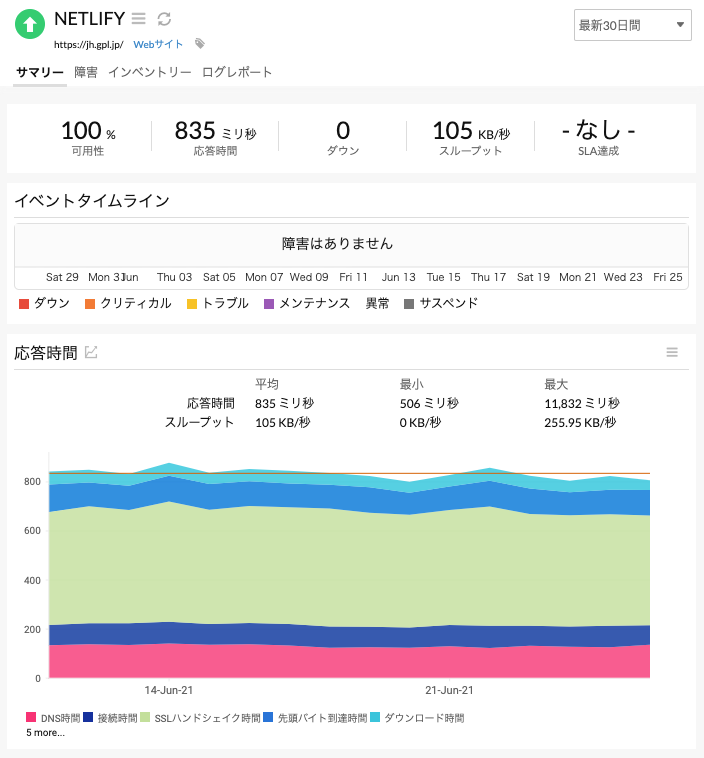 NETLIFY
最新30日間
https://jh.gpl.jp/ Webサイト
サマリー 障害 インベントリー ログレポート
100 % 835 ミリ秒 0 105 KB/秒 - なし -
可用性 応答時間 ダウン スループット SLA達成
イベントタイムライン
障害はありません
Sat 29 Mon 31 Jun Thu 03 Sat 05 Mon 07 Wed 09 Fri 11 Jun 13 Tue 15 Thu 17 Sat 19 Mon 21 Wed 23 Fri 25
ダウン クリティカル トラブル メンテナンス 異常 サスペンド
応答時間
平均 最小 最大
応答時間 835 ミリ秒 506 ミリ秒 11,832 ミリ秒
スループット 105 KB/秒 0 KB/秒 255.95 KB/秒
800
600
400
200
0
14-Jun-21 21-Jun-21
DNS時間 接続時間 SSLハンドシェイク時間 先頭バイト到達時間 ダウンロード時間
5 more...